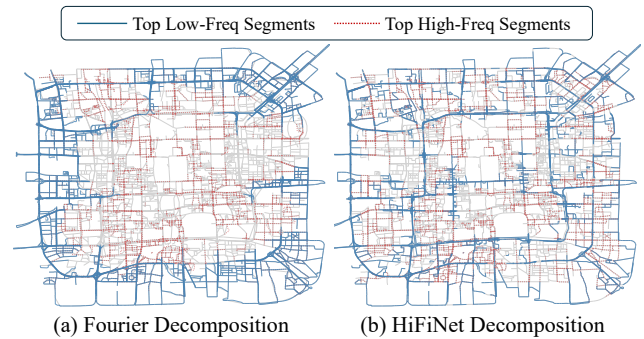 Top Low-Freq Segments Top High-Freq Segments
(a) Fourier Decomposition (b) HiFiNet Decomposition